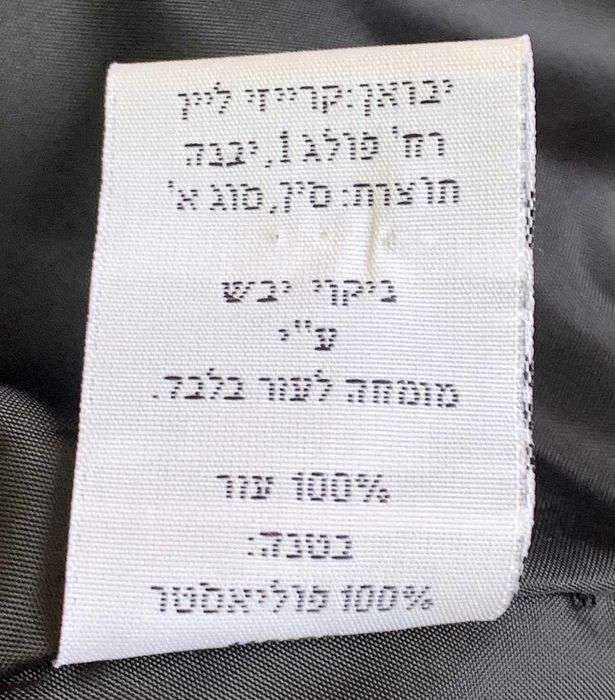 יבואן:קרייזי ליין
רח' פולג 1,יבנה
תוצרת: סין,סוג א'
ניקוי יבש
ע"י
מומחה לעור בלבד.
100% עור
בטנה:
100% פוליאסטר